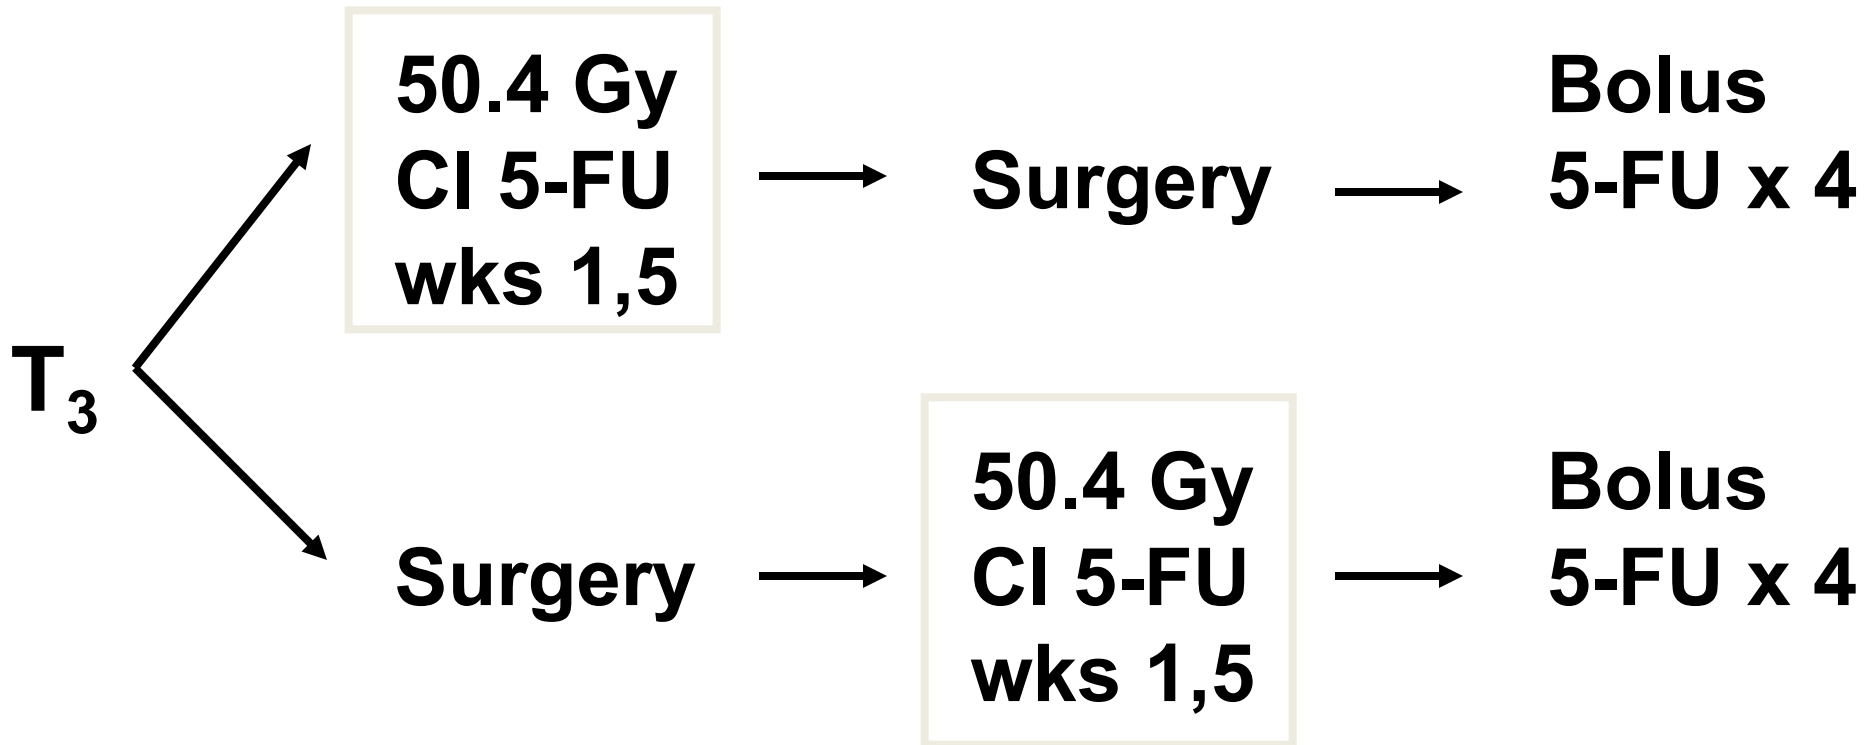 T₃
50.4 Gy
CI 5-FU
wks 1,5
Surgery
Bolus
5-FU x 4
Surgery
50.4 Gy
CI 5-FU
wks 1,5
Bolus
5-FU x 4